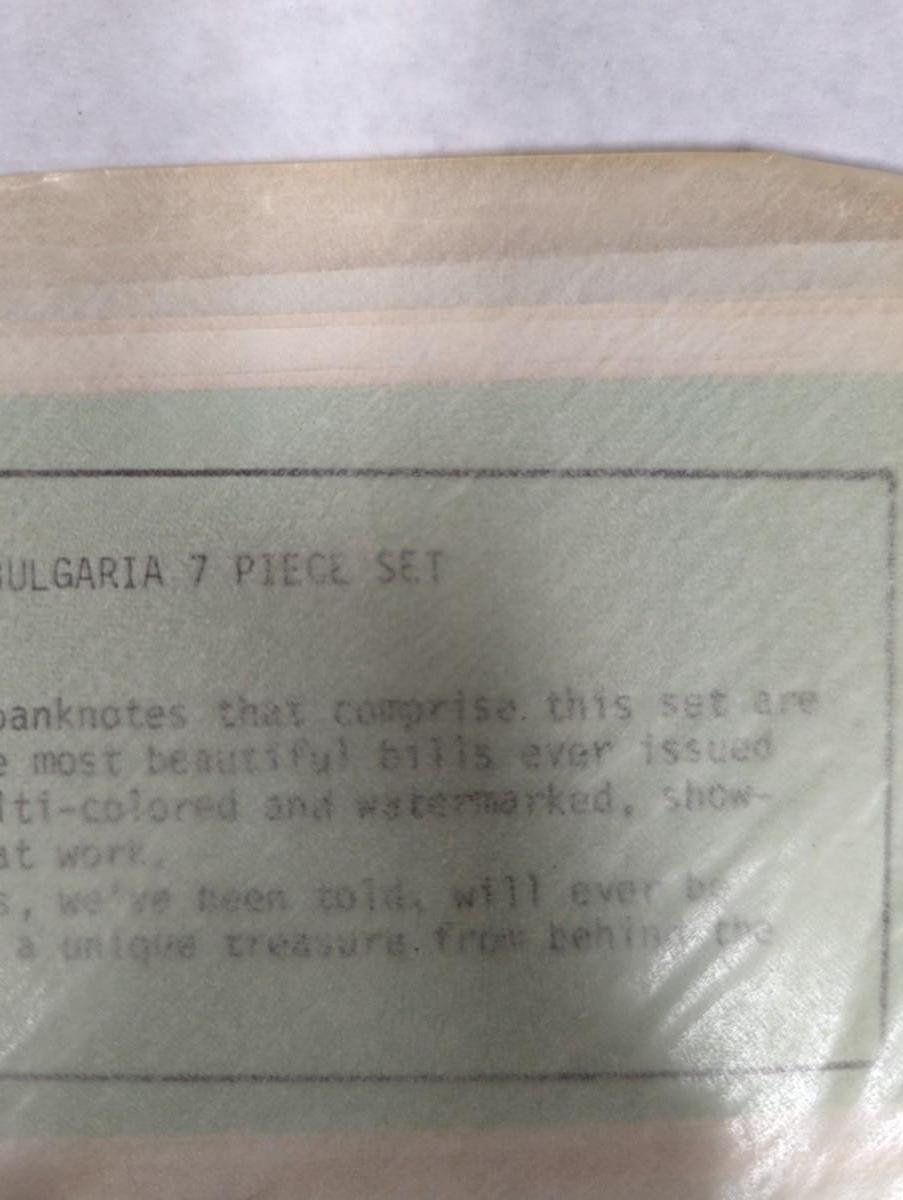 BULGARIA 7 PIECE SET
banknotes that comprise this set are
e most beautiful bills ever issued
lti-colored and watermarked, show-
at work.
s, we've been told, will ever be
a unique treasure from behind the